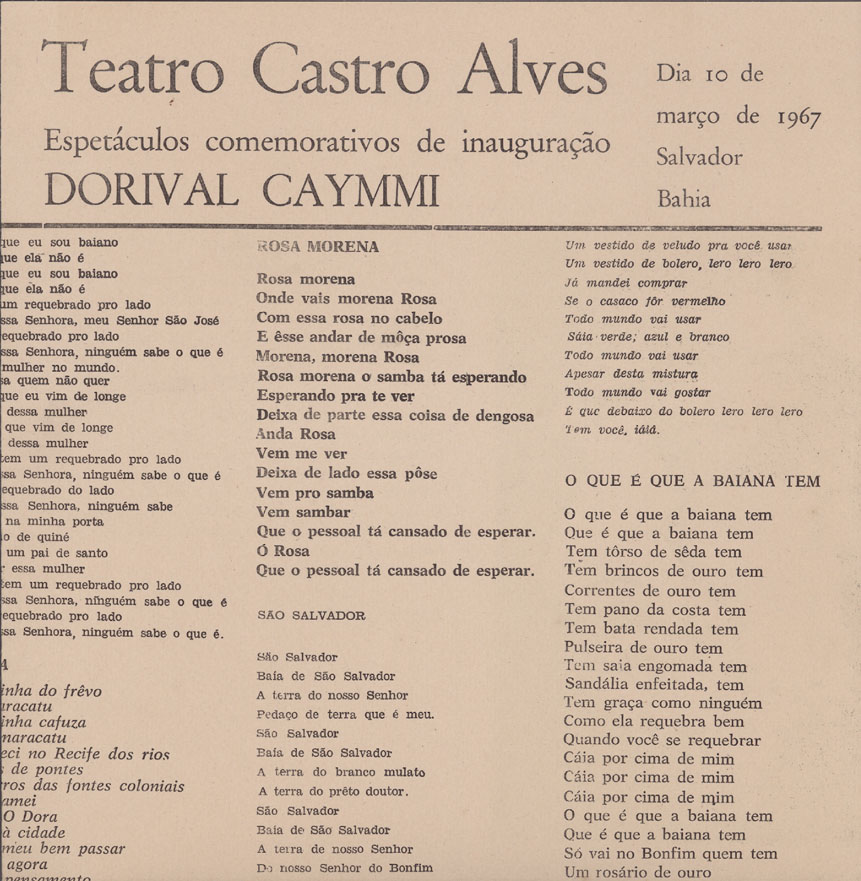 Teatro Castro Alves
Espetáculos comemorativos de inauguração
DORIVAL CAYMMI
Dia 10 de
março de 1967
Salvador
Bahia
que eu sou baiano
que ela não é
que eu sou baiano
que ela não é
um requebrado pro lado
ssa Senhora, meu Senhor São José
equebrado pro lado
ssa Senhora, ninguém sabe o que é
mulher no mundo.
sa quem não quer
que eu vim de longe
dessa mulher
que vim de longe
dessa mulher
tem um requebrado pro lado
ssa Senhora, ninguém sabe o que é
equebrado do lado
ssa Senhora, ninguém sabe
na minha porta
o de quiné
um pai de santo
r essa mulher
tem um requebrado pro lado
ssa Senhora, ninguém sabe o que é
equebrado pro lado
ssa Senhora, ninguém sabe o que é.
inha do frêvo
aracatu
inha cafuza
naracatu
eci no Recife dos rios
de pontes
ros das fontes coloniais
amei
O Dora
à cidade
meu bem passar
agora
pensamento
ROSA MORENA
Rosa morena
Onde vais morena Rosa
Com essa rosa no cabelo
E êsse andar de môça prosa
Morena, morena Rosa
Rosa morena o samba tá esperando
Esperando pra te ver
Deixa de parte essa coisa de dengosa
Anda Rosa
Vem me ver
Deixa de lado essa pôse
Vem pro samba
Vem sambar
Que o pessoal tá cansado de esperar.
Ó Rosa
Que o pessoal tá cansado de esperar.
SÃO SALVADOR
São Salvador
Baía de São Salvador
A terra do nosso Senhor
Pedaço de terra que é meu.
São Salvador
Baía de São Salvador
A terra do branco mulato
A terra do prêto doutor.
São Salvador
Baía de São Salvador
A terra de nosso Senhor
Do nosso Senhor do Bonfim
Um vestido de veludo pra você usar
Um vestido de bolero, lero lero lero
Já mandei comprar
Se o casaco fôr vermelho
Todo mundo vai usar
Sáia verde; azul e branco
Todo mundo vai usar
Apesar desta mistura
Todo mundo vai gostar
É que debaixo do bolero lero lero lero
Tem você, iáiá.
O QUE É QUE A BAIANA TEM
O que é que a baiana tem
Que é que a baiana tem
Tem tôrso de sêda tem
Tem brincos de ouro tem
Correntes de ouro tem
Tem pano da costa tem
Tem bata rendada tem
Pulseira de ouro tem
Tem saia engomada tem
Sandália enfeitada, tem
Tem graça como ninguém
Como ela requebra bem
Quando você se requebrar
Cáia por cima de mim
Cáia por cima de mim
Cáia por cima de mim
O que é que a baiana tem
Que é que a baiana tem
Só vai no Bonfim quem tem
Um rosário de ouro